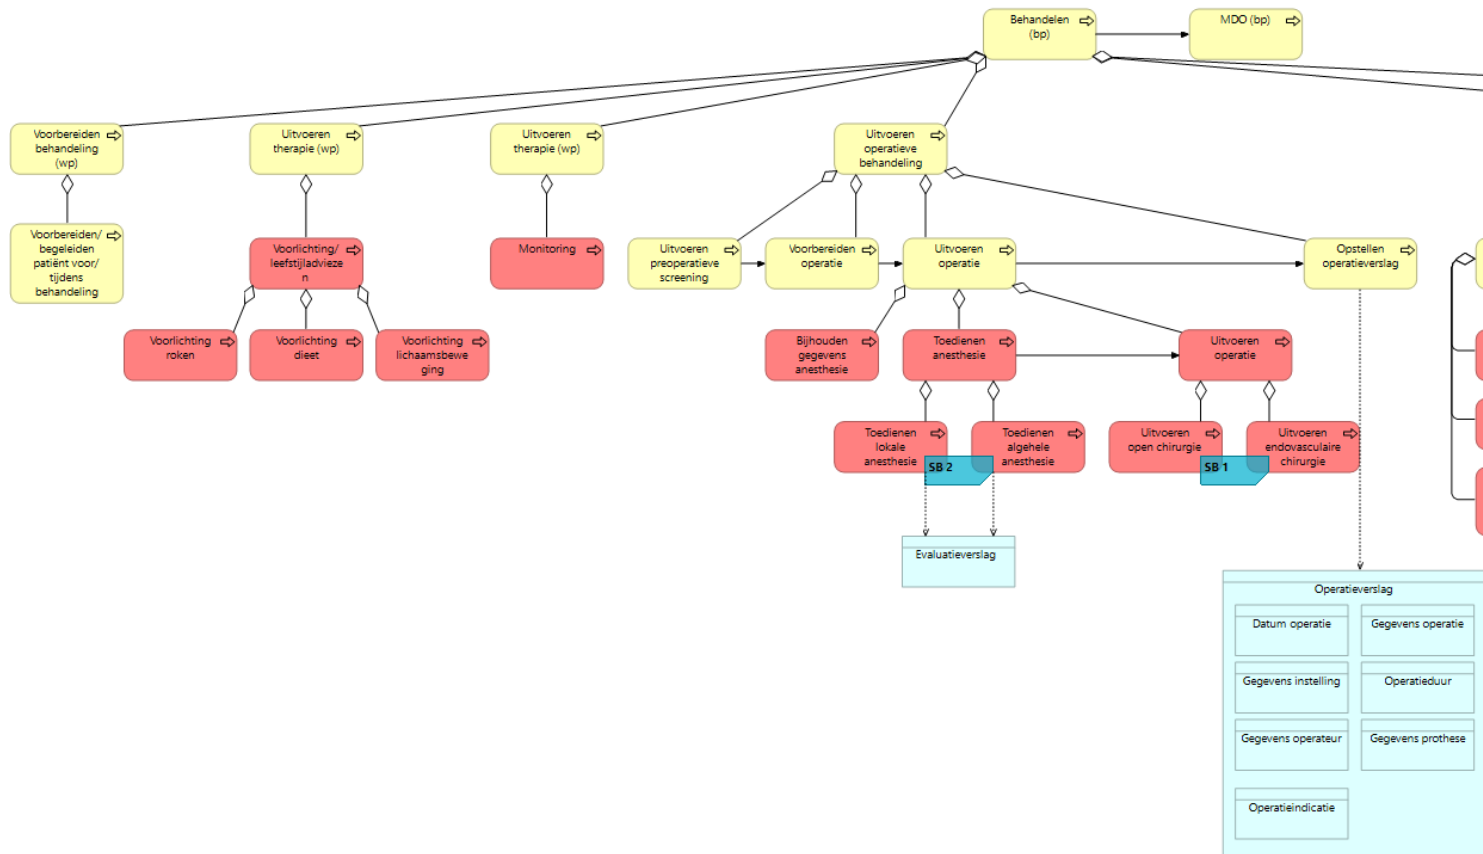 Behandelen
(bp)
MDO (bp)
Voorbereiden
behandeling
(wp)
Uitvoeren
therapie (wp)
Uitvoeren
therapie (wp)
Uitvoeren
operatieve
behandeling
Voorbereiden/
begeleiden
patiënt voor/
tijdens
behandeling
Voorlichting/
leefstijladvieze
n
Monitoring
Uitvoeren
preoperatieve
screening
Voorbereiden
operatie
Uitvoeren
operatie
Opstellen
operatieverslag
Voorlichting
roken
Voorlichting
dieet
Voorlichting
lichaamsbewe
ging
Bijhouden
gegevens
anesthesie
Toedienen
anesthesie
Uitvoeren
operatie
Toedienen
lokale
anesthesie
Toedienen
algehele
anesthesie
Uitvoeren
open chirurgie
Uitvoeren
endovasculaire
chirurgie
SB 2
SB 1
Evaluatieverslag
Operatieverslag
Datum operatie
Gegevens operatie
Gegevens instelling
Operatieduur
Gegevens operateur
Gegevens prothese
Operatieindicatie